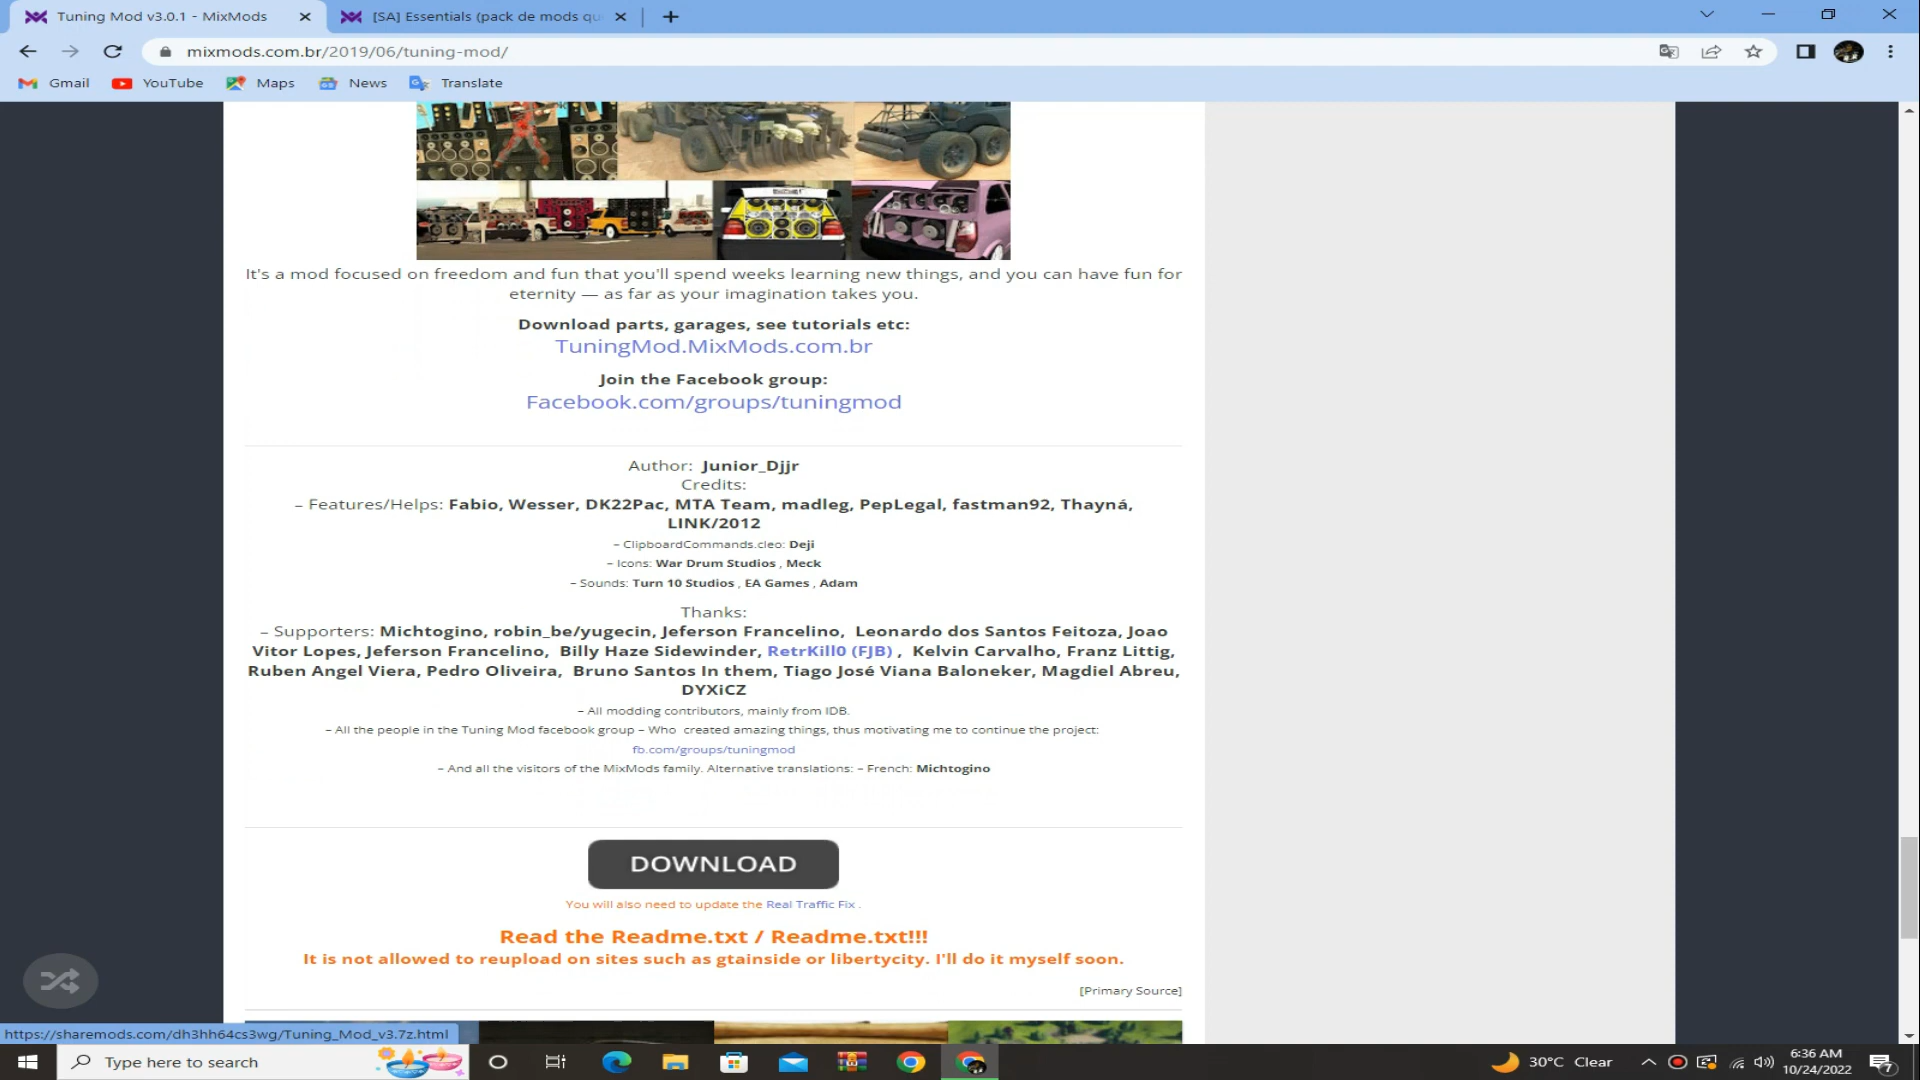 Tuning Mod v3.0.1 - MixMods
[SA] Essentials (pack de mods qu
mixmods.com.br/2019/06/tuning-mod/
Gmail
YouTube
Maps
News
Translate
It's a mod focused on freedom and fun that you'll spend weeks learning new things, and you can have fun for
eternity — as far as your imagination takes you.
Download parts, garages, see tutorials etc:
TuningMod.MixMods.com.br
Join the Facebook group:
Facebook.com/groups/tuningmod
Author: Junior_Djjr
Credits:
– Features/Helps: Fabio, Wesser, DK22Pac, MTA Team, madleg, PepLegal, fastman92, Thayná,
LINK/2012
– ClipboardCommands.cleo: Deji
– Icons: War Drum Studios , Meck
– Sounds: Turn 10 Studios , EA Games , Adam
Thanks:
– Supporters: Michtogino, robin_be/yugecin, Jeferson Francelino, Leonardo dos Santos Feitoza, Joao
Vitor Lopes, Jeferson Francelino, Billy Haze Sidewinder, RetrKill0 (FJB) , Kelvin Carvalho, Franz Littig,
Ruben Angel Viera, Pedro Oliveira, Bruno Santos In them, Tiago José Viana Baloneker, Magdiel Abreu,
DYXiCZ
– All modding contributors, mainly from IDB.
– All the people in the Tuning Mod facebook group – Who created amazing things, thus motivating me to continue the project:
fb.com/groups/tuningmod
– And all the visitors of the MixMods family. Alternative translations: – French: Michtogino
DOWNLOAD
You will also need to update the Real Traffic Fix .
Read the Readme.txt / Readme.txt!!!
It is not allowed to reupload on sites such as gtainside or libertycity. I'll do it myself soon.
[Primary Source]
https://sharemods.com/dh3hh64cs3wg/Tuning_Mod_v3.7z.html
Type here to search
30°C Clear
6:36 AM
10/24/2022
7